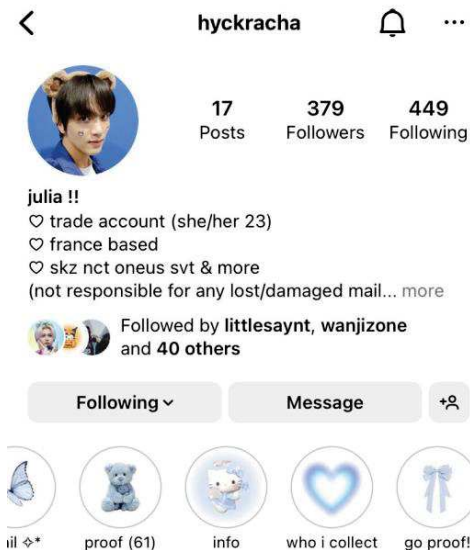 hyckracha
17
Posts
379
Followers
449
Following
julia !!
♡ trade account (she/her 23)
♡ france based
♡ skz nct oneus svt & more
(not responsible for any lost/damaged mail... more
Followed by littlesaynt, wanjizone
and 40 others
Following
Message
il ✧*
proof (61)
info
who i collect
go proof!